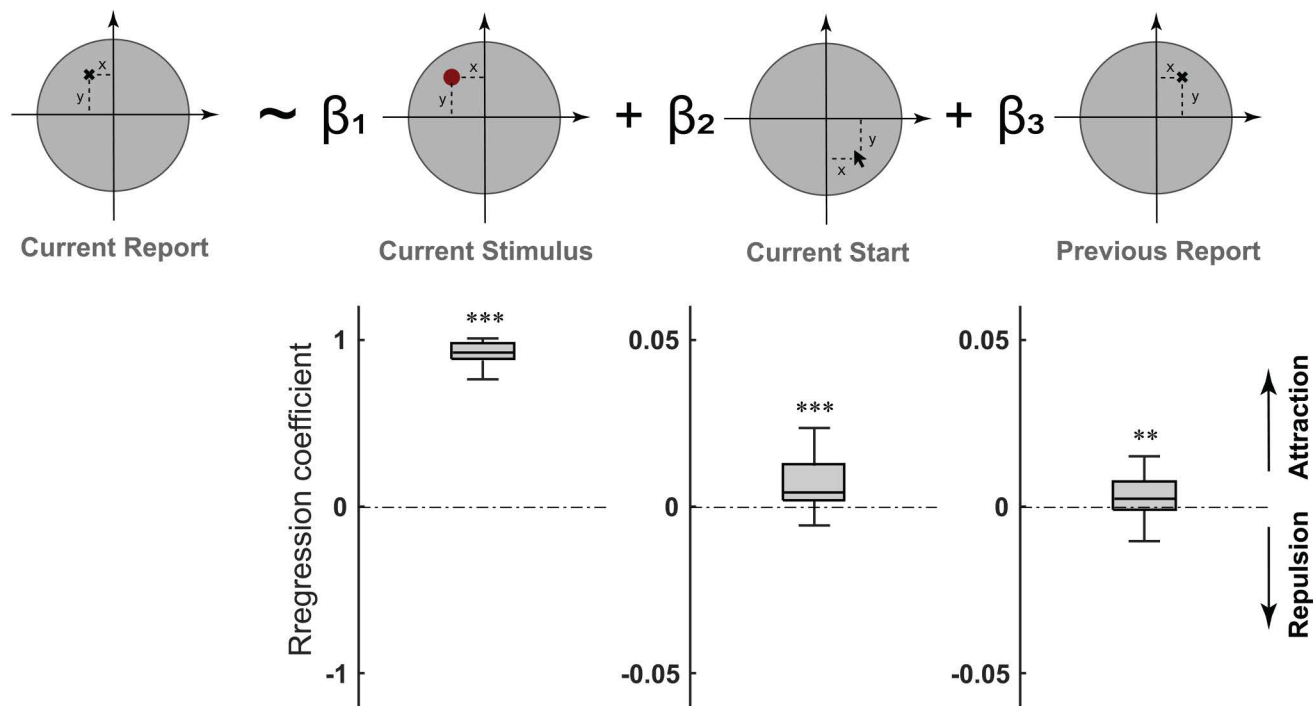 x
y
~ β1
x
y
+ β2
y
x
+ β3
x
y
Current Report
Current Stimulus
Current Start
Previous Report
Rregression coefficient
1
0
-1
***
0.05
0
-0.05
***
0.05
0
-0.05
**
Attraction
Repulsion